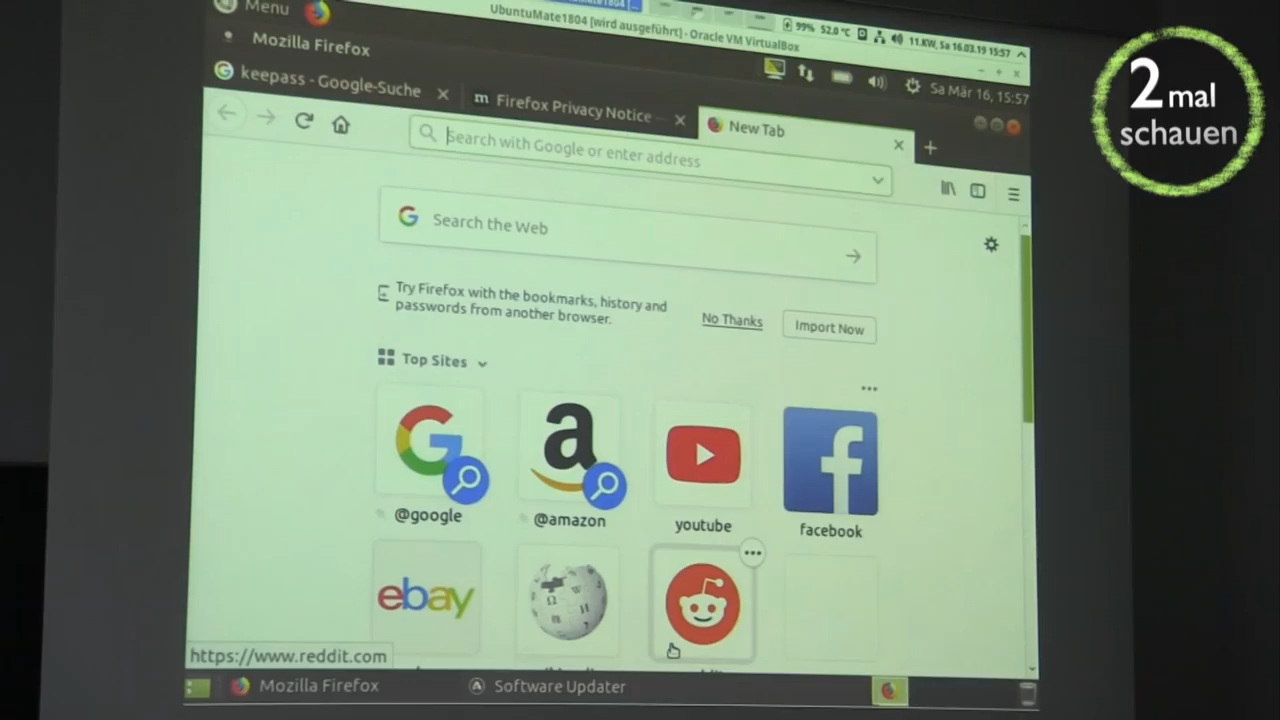 Menu
UbuntuMate1804 [wird ausgeführt] - Oracle VM VirtualBox
99% 52.0 °C 11.KW, Sa 16.03.19 15:57
Mozilla Firefox
Sa Mär 16, 15:57
keepass - Google-Suche
Firefox Privacy Notice
New Tab
Search with Google or enter address
Search the Web
Try Firefox with the bookmarks, history and
passwords from another browser.
No Thanks
Import Now
Top Sites
@google
@amazon
youtube
facebook
ebay
https://www.reddit.com
Mozilla Firefox
Software Updater
2mal
schauen